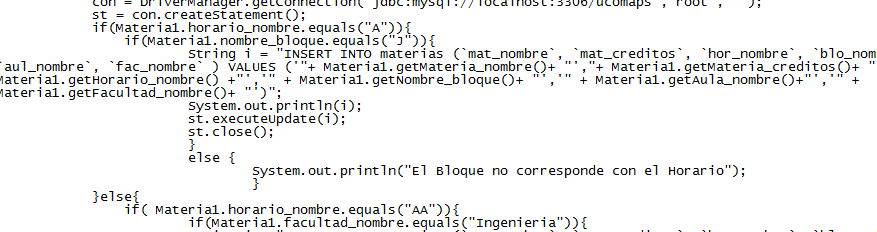 con = DriverManager.getConnection("jdbc:mysql://localhost:3306/ucomaps","root","");
st = con.createStatement();
if(Materia1.horario_nombre.equals("A")){
if(Materia1.nombre_bloque.equals("J")){
String i = "INSERT INTO materias (`mat_nombre`, `mat_creditos`, `hor_nombre`, `blo_nom
`aul_nombre`, `fac_nombre` ) VALUES ('"+ Materia1.getMateria_nombre()+ "',"+ Materia1.getMateria_creditos()+ "
Materia1.getHorario_nombre() +"','" + Materia1.getNombre_bloque()+ "','" + Materia1.getAula_nombre()+"','" +
Materia1.getFacultad_nombre()+ "')";
System.out.println(i);
st.executeUpdate(i);
st.close();
}
else {
System.out.println("El Bloque no corresponde con el Horario");
}
}else{
if( Materia1.horario_nombre.equals("AA")){
if(Materia1.facultad_nombre.equals("Ingenieria")){